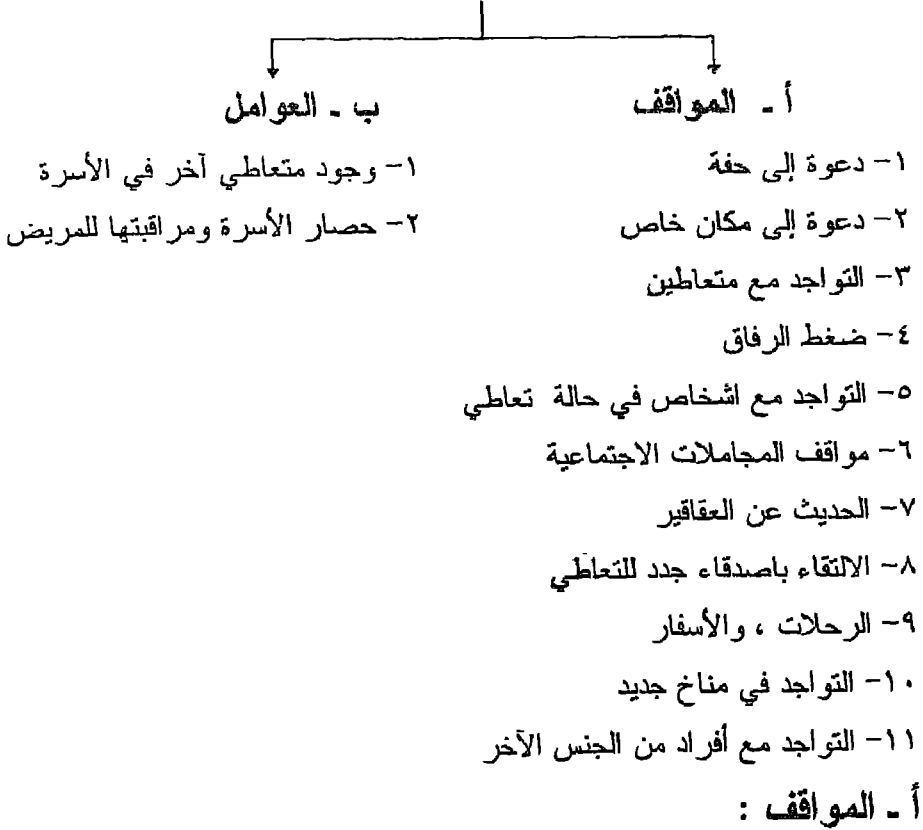 أ - المواقف
١- دعوة إلى حفة
٢- دعوة إلى مكان خاص
٣- التواجد مع متعاطين
٤- ضغط الرفاق
٥- التواجد مع اشخاص في حالة تعاطي
٦- مواقف المجاملات الاجتماعية
٧- الحديث عن العقاقير
٨- الالتقاء باصدقاء جدد للتعاطي
٩- الرحلات ، والأسفار
١٠- التواجد في مناخ جديد
١١- التواجد مع أفراد من الجنس الآخر
ب - العوامل
١- وجود متعاطي آخر في الأسرة
٢- حصار الأسرة ومراقبتها للمريض
أ - المواقف :